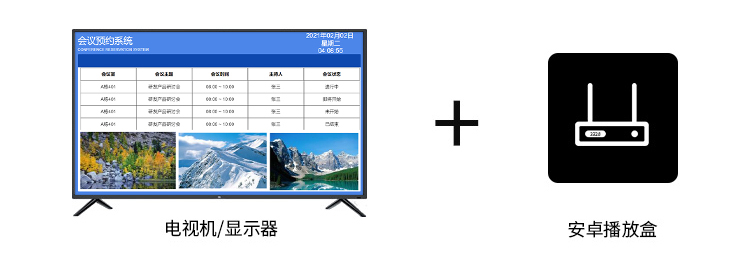 会议预约系统
CONFERENCE RESERVATION SYSTEM
2021年02月02日
星期二
04:08:55
会议室 会议主题 会议时间 主持人 会议状态
A栋401 研发产品研讨会 09:00 - 10:00 张三 进行中
A栋401 研发产品研讨会 09:00 - 10:00 张三 即将开始
A栋401 研发产品研讨会 09:00 - 10:00 张三 未开始
A栋401 研发产品研讨会 09:00 - 10:00 张三 已结束
电视机/显示器
安卓播放盒